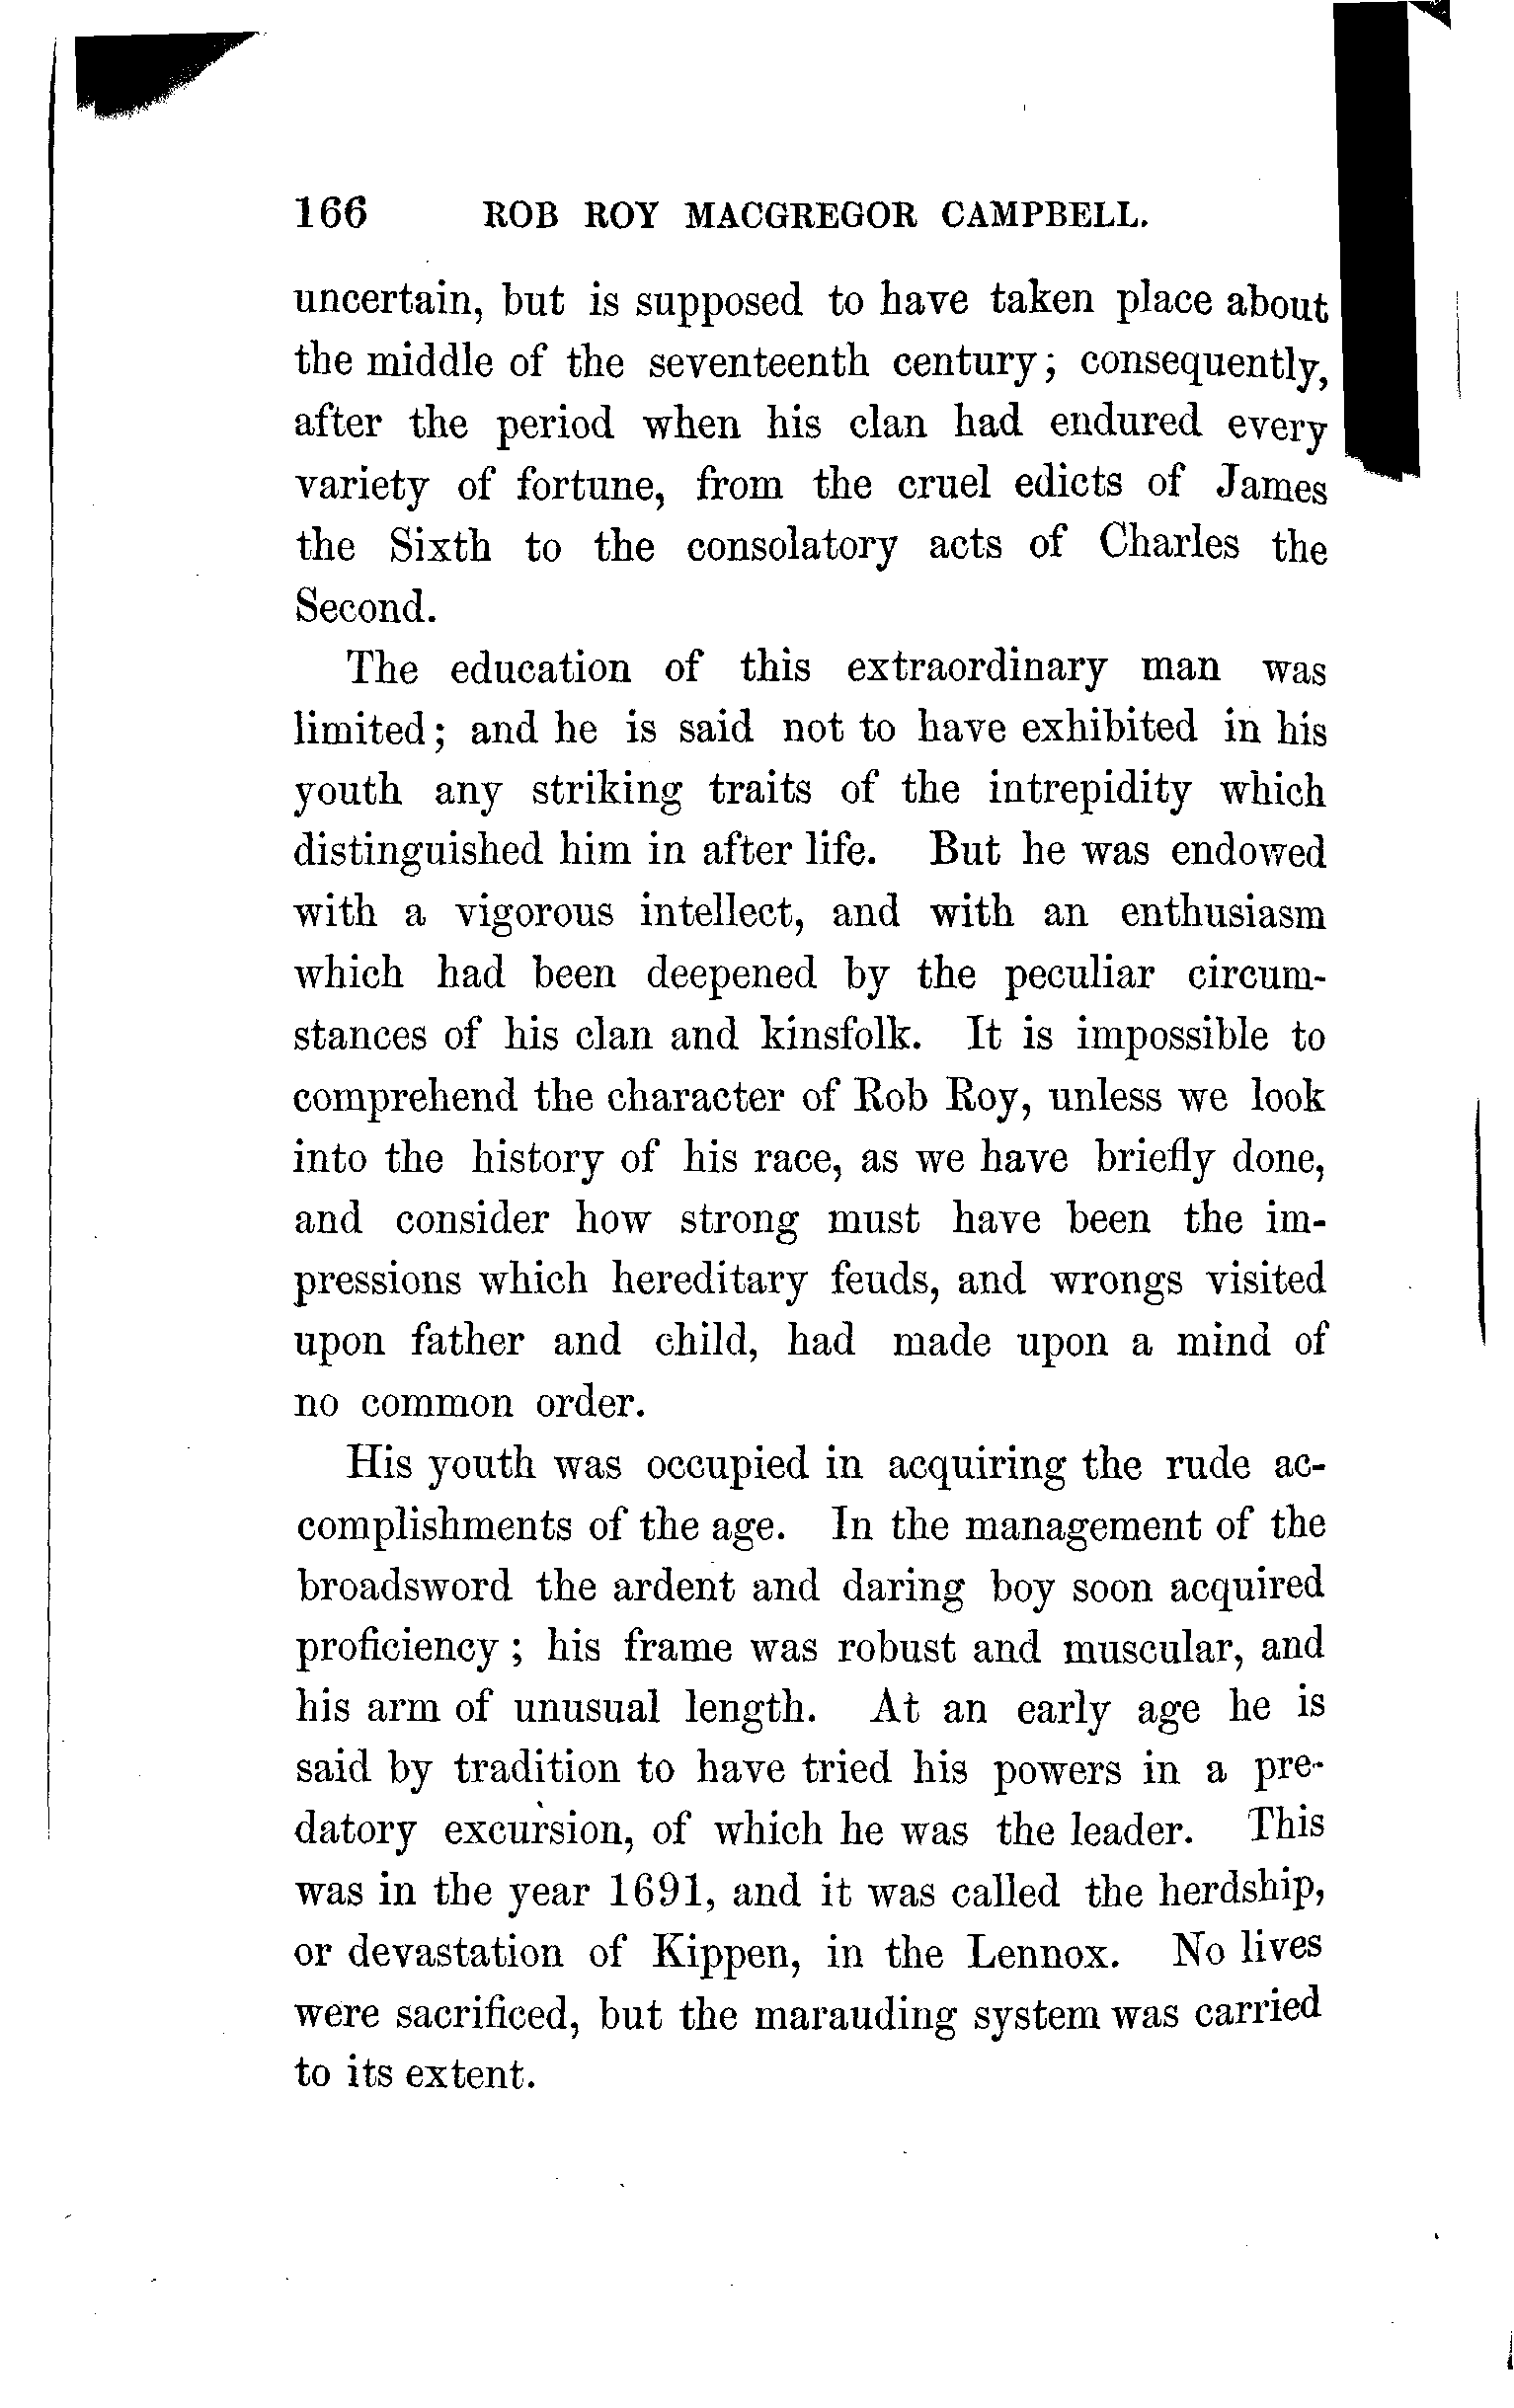 166 ROB ROY MACGREGOR CAMPBELL.
uncertain, but is supposed to have taken place about
the middle of the seventeenth century; consequently,
after the period when his clan had endured every
variety of fortune, from the cruel edicts of James
the Sixth to the consolatory acts of Charles the
Second.
The education of this extraordinary man was
limited; and he is said not to have exhibited in his
youth any striking traits of the intrepidity which
distinguished him in after life. But he was endowed
with a vigorous intellect, and with an enthusiasm
which had been deepened by the peculiar circum-
stances of his clan and kinsfolk. It is impossible to
comprehend the character of Rob Roy, unless we look
into the history of his race, as we have briefly done,
and consider how strong must have been the im-
pressions which hereditary feuds, and wrongs visited
upon father and child, had made upon a mind of
no common order.
His youth was occupied in acquiring the rude ac-
complishments of the age. In the management of the
broadsword the ardent and daring boy soon acquired
proficiency; his frame was robust and muscular, and
his arm of unusual length. At an early age he is
said by tradition to have tried his powers in a pre-
datory excursion, of which he was the leader. This
was in the year 1691, and it was called the herdship,
or devastation of Kippen, in the Lennox. No lives
were sacrificed, but the marauding system was carried
to its extent.